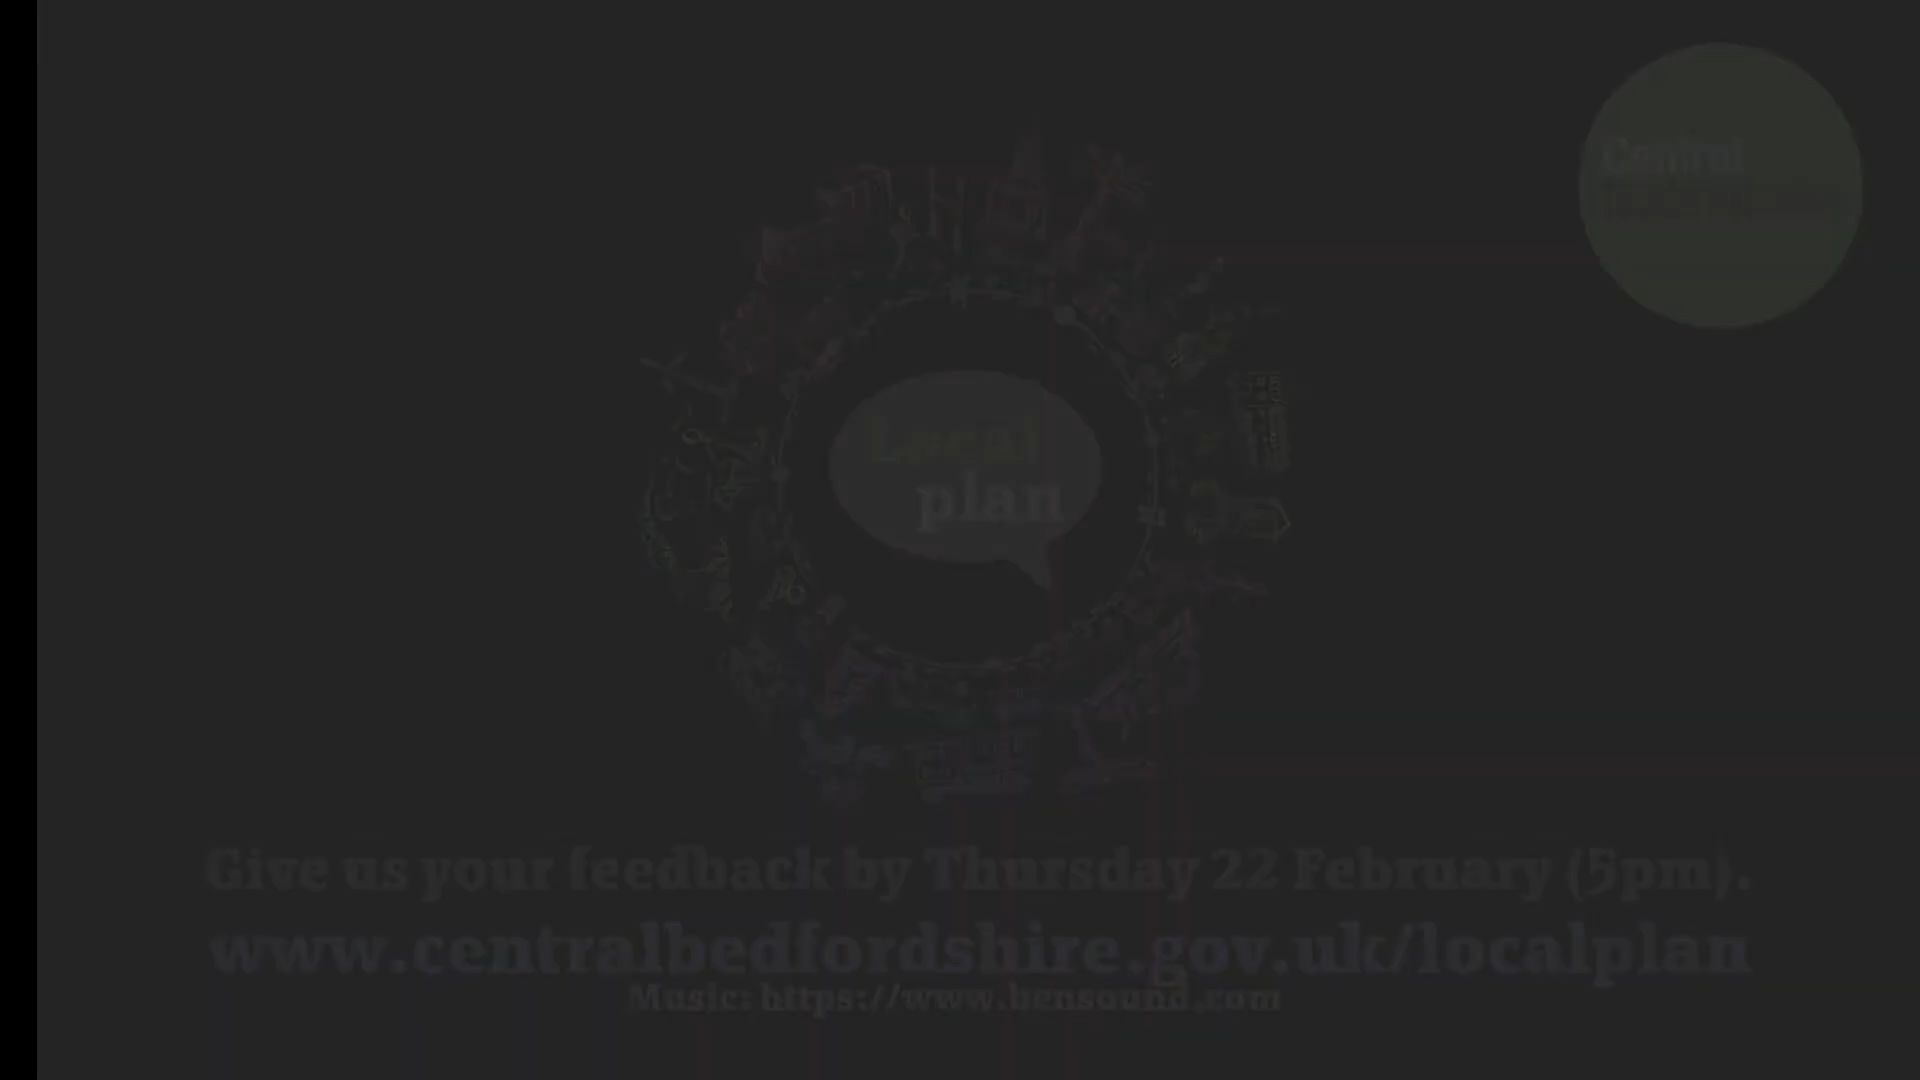 Central
Local
plan
Give us your feedback by Thursday 22 February (5pm).
www.centralbedfordshire.gov.uk/localplan
Music: https://www.bensound.com